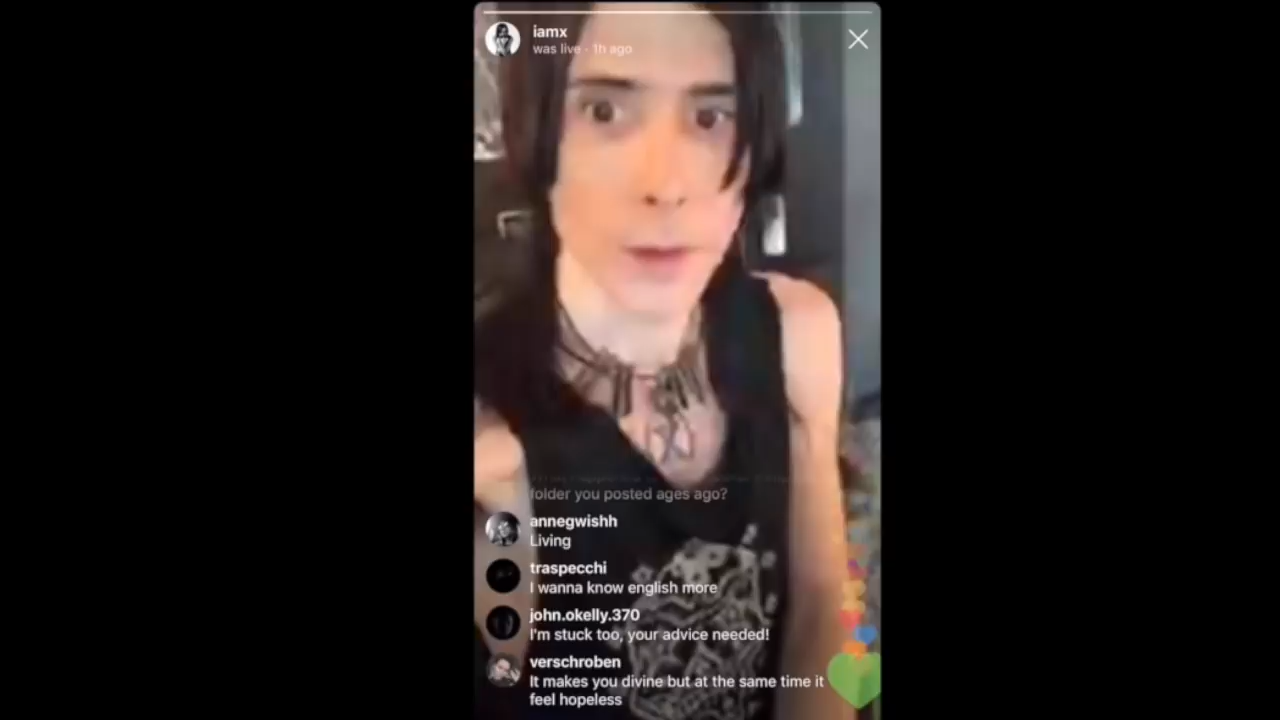 iamx
was live · 1h ago
folder you posted ages ago?
annegwishh
Living
traspecchi
I wanna know english more
john.okelly.370
I'm stuck too, your advice needed!
verschroben
It makes you divine but at the same time it
feel hopeless